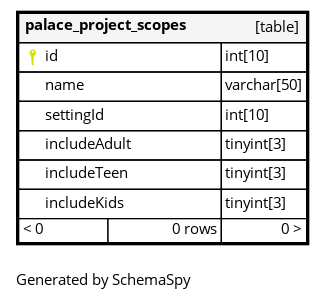 palace_project_scopes [table]
id int[10]
name varchar[50]
settingId int[10]
includeAdult tinyint[3]
includeTeen tinyint[3]
includeKids tinyint[3]
< 0 0 rows 0 >
Generated by SchemaSpy